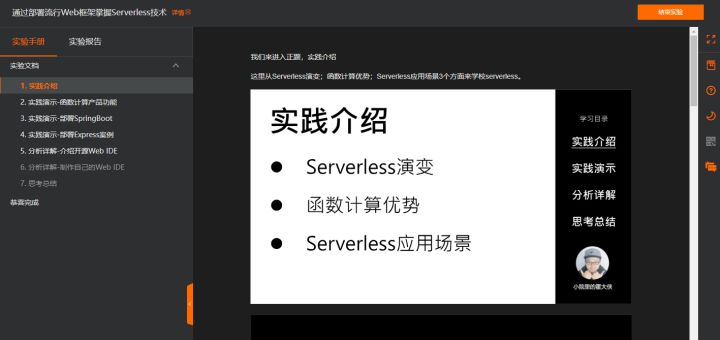 通过部署流行Web框架掌握Serverless技术 详情
结束实验
实验手册 实验报告
实验文档
1. 实践介绍
2. 实践演示-函数计算产品功能
3. 实践演示-部署SpringBoot
4. 实践演示-部署Express案例
5. 分析详解-介绍开源Web IDE
6. 分析详解-制作自己的Web IDE
7. 思考总结
恭喜完成
我们来进入正题，实践介绍
这里从Serverless演变；函数计算优势；Serverless应用场景3个方面来学校serverless。
实践介绍
● Serverless演变
● 函数计算优势
● Serverless应用场景
学习目录
实践介绍
实践演示
分析详解
思考总结
小院里的霍大侠